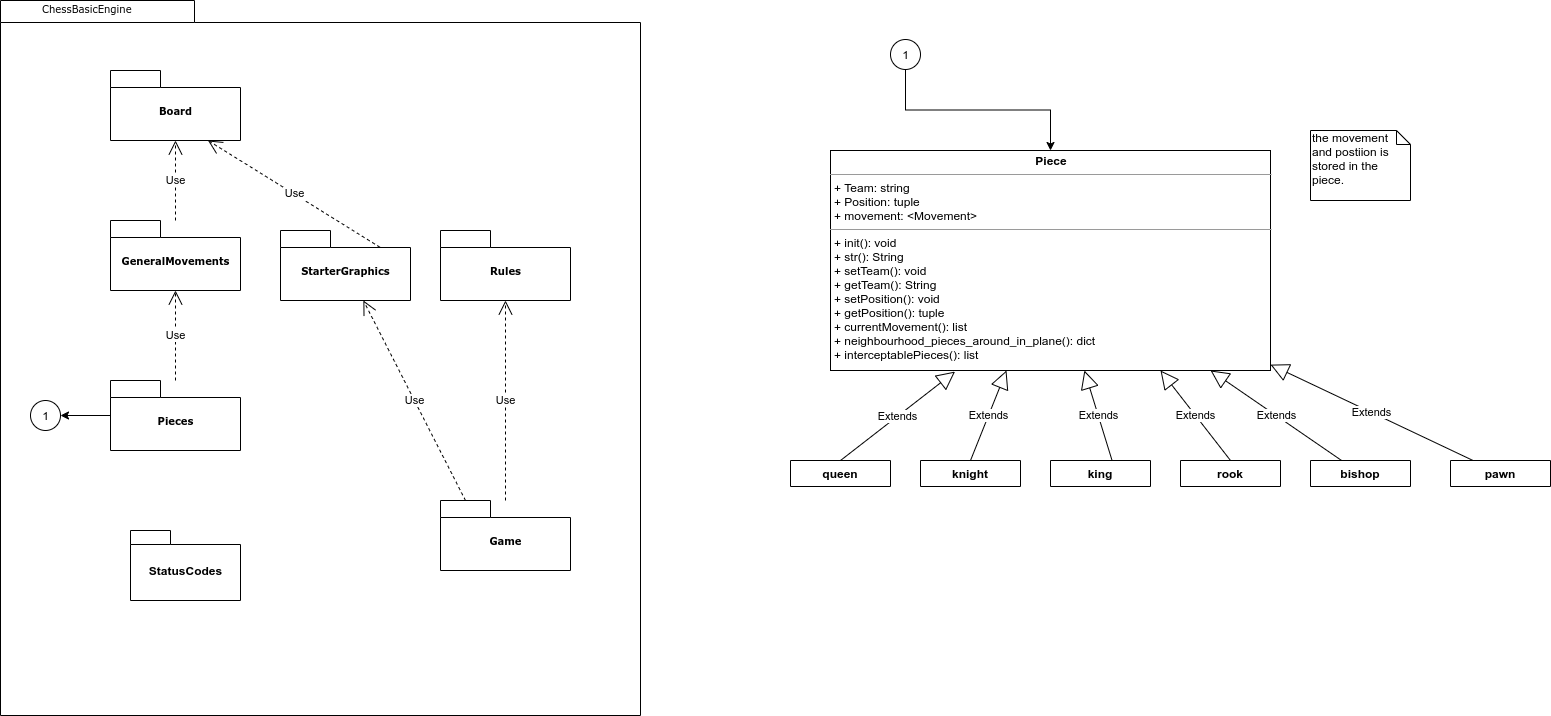 ChessBasicEngine
Board
Use
Use
GeneralMovements
StarterGraphics
Rules
Use
Use
Use
1
Pieces
Game
StatusCodes
1
Piece
+ Team: string
+ Position: tuple
+ movement: <Movement>
+ init(): void
+ str(): String
+ setTeam(): void
+ getTeam(): String
+ setPosition(): void
+ getPosition(): tuple
+ currentMovement(): list
+ neighbourhood_pieces_around_in_plane(): dict
+ interceptablePieces(): list
the movement
and postiion is
stored in the
piece.
Extends
Extends
Extends
Extends
Extends
Extends
queen
knight
king
rook
bishop
pawn